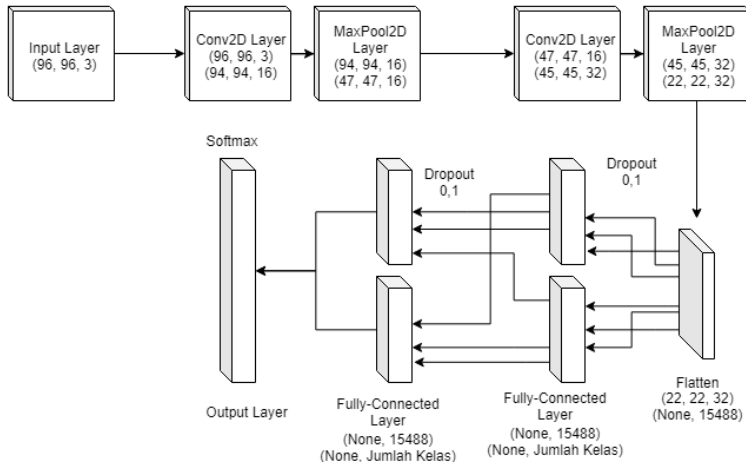 Input Layer
(96, 96, 3)
Conv2D Layer
(96, 96, 3)
(94, 94, 16)
MaxPool2D
Layer
(94, 94, 16)
(47, 47, 16)
Conv2D Layer
(47, 47, 16)
(45, 45, 32)
MaxPool2D
Layer
(45, 45, 32)
(22, 22, 32)
Softmax
Dropout
0,1
Dropout
0,1
Output Layer
Fully-Connected
Layer
(None, 15488)
(None, Jumlah Kelas)
Fully-Connected
Layer
(None, 15488)
(None, Jumlah Kelas)
Flatten
(22, 22, 32)
(None, 15488)